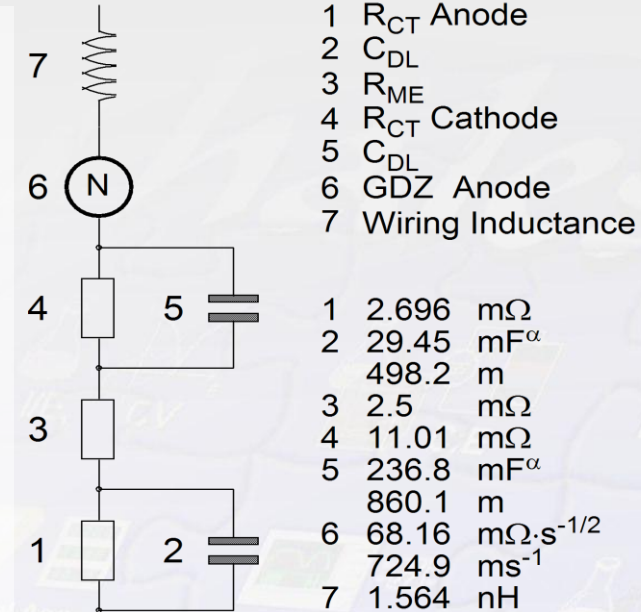 7
6
N
4
5
3
1
2
1 R_CT Anode
2 C_DL
3 R_ME
4 R_CT Cathode
5 C_DL
6 GDZ Anode
7 Wiring Inductance
1 2.696 mΩ
2 29.45 mF^α
498.2 m
3 2.5 mΩ
4 11.01 mΩ
5 236.8 mF^α
860.1 m
6 68.16 mΩ·s^-1/2
724.9 ms^-1
7 1.564 nH